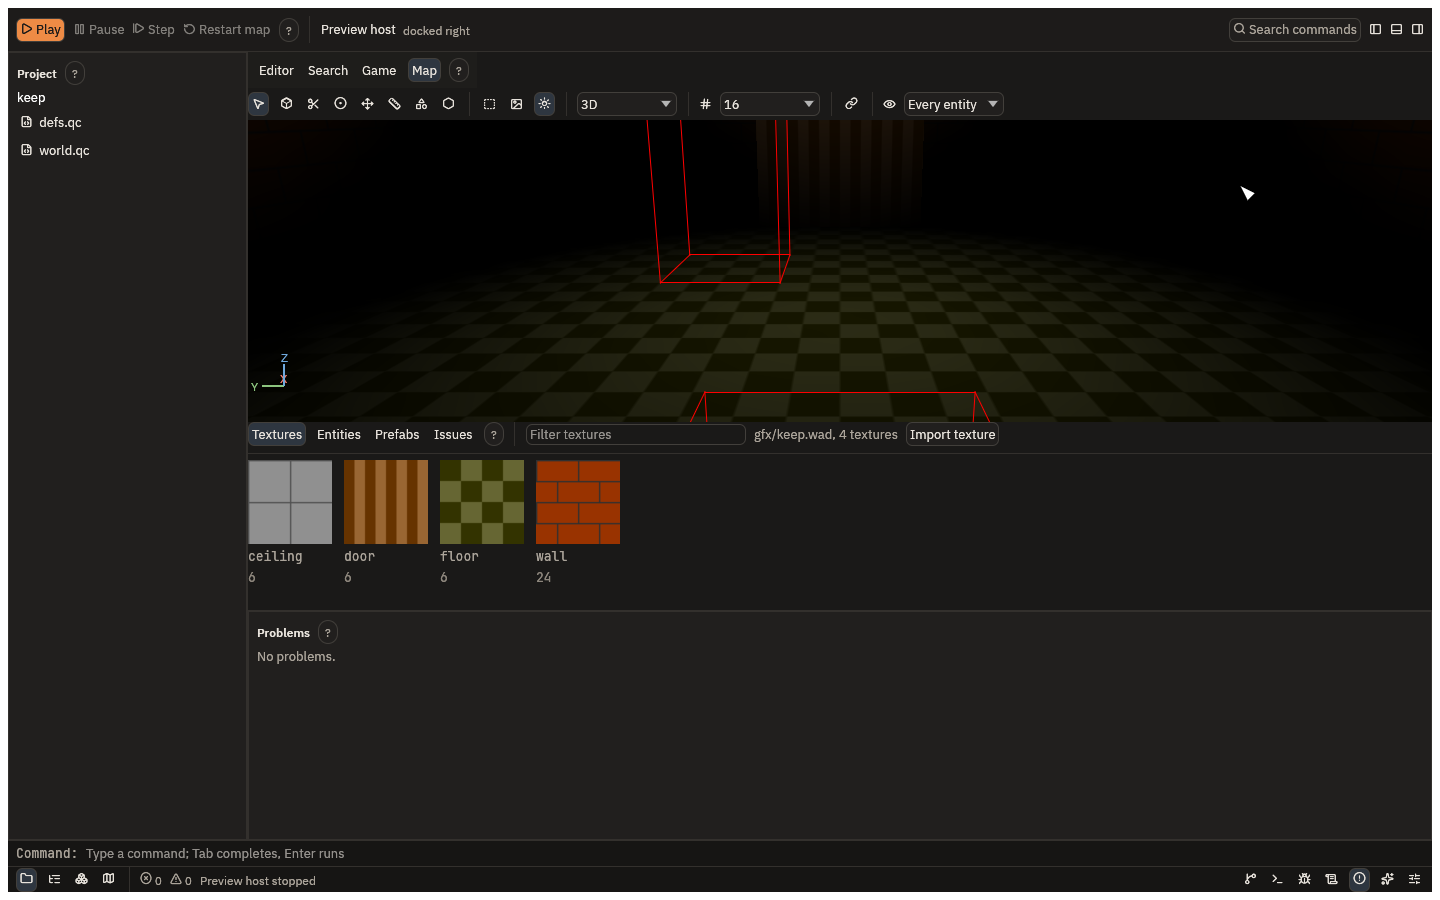 Play Pause Step Restart map ? Preview host docked right Search commands
Project ?
keep
defs.qc
world.qc
Editor Search Game Map ?
3D 16 Every entity
Z
Y X
Textures Entities Prefabs Issues ? Filter textures gfx/keep.wad, 4 textures Import texture
ceiling door floor wall
6 6 6 24
Problems ?
No problems.
Command: Type a command; Tab completes, Enter runs
0 0 Preview host stopped